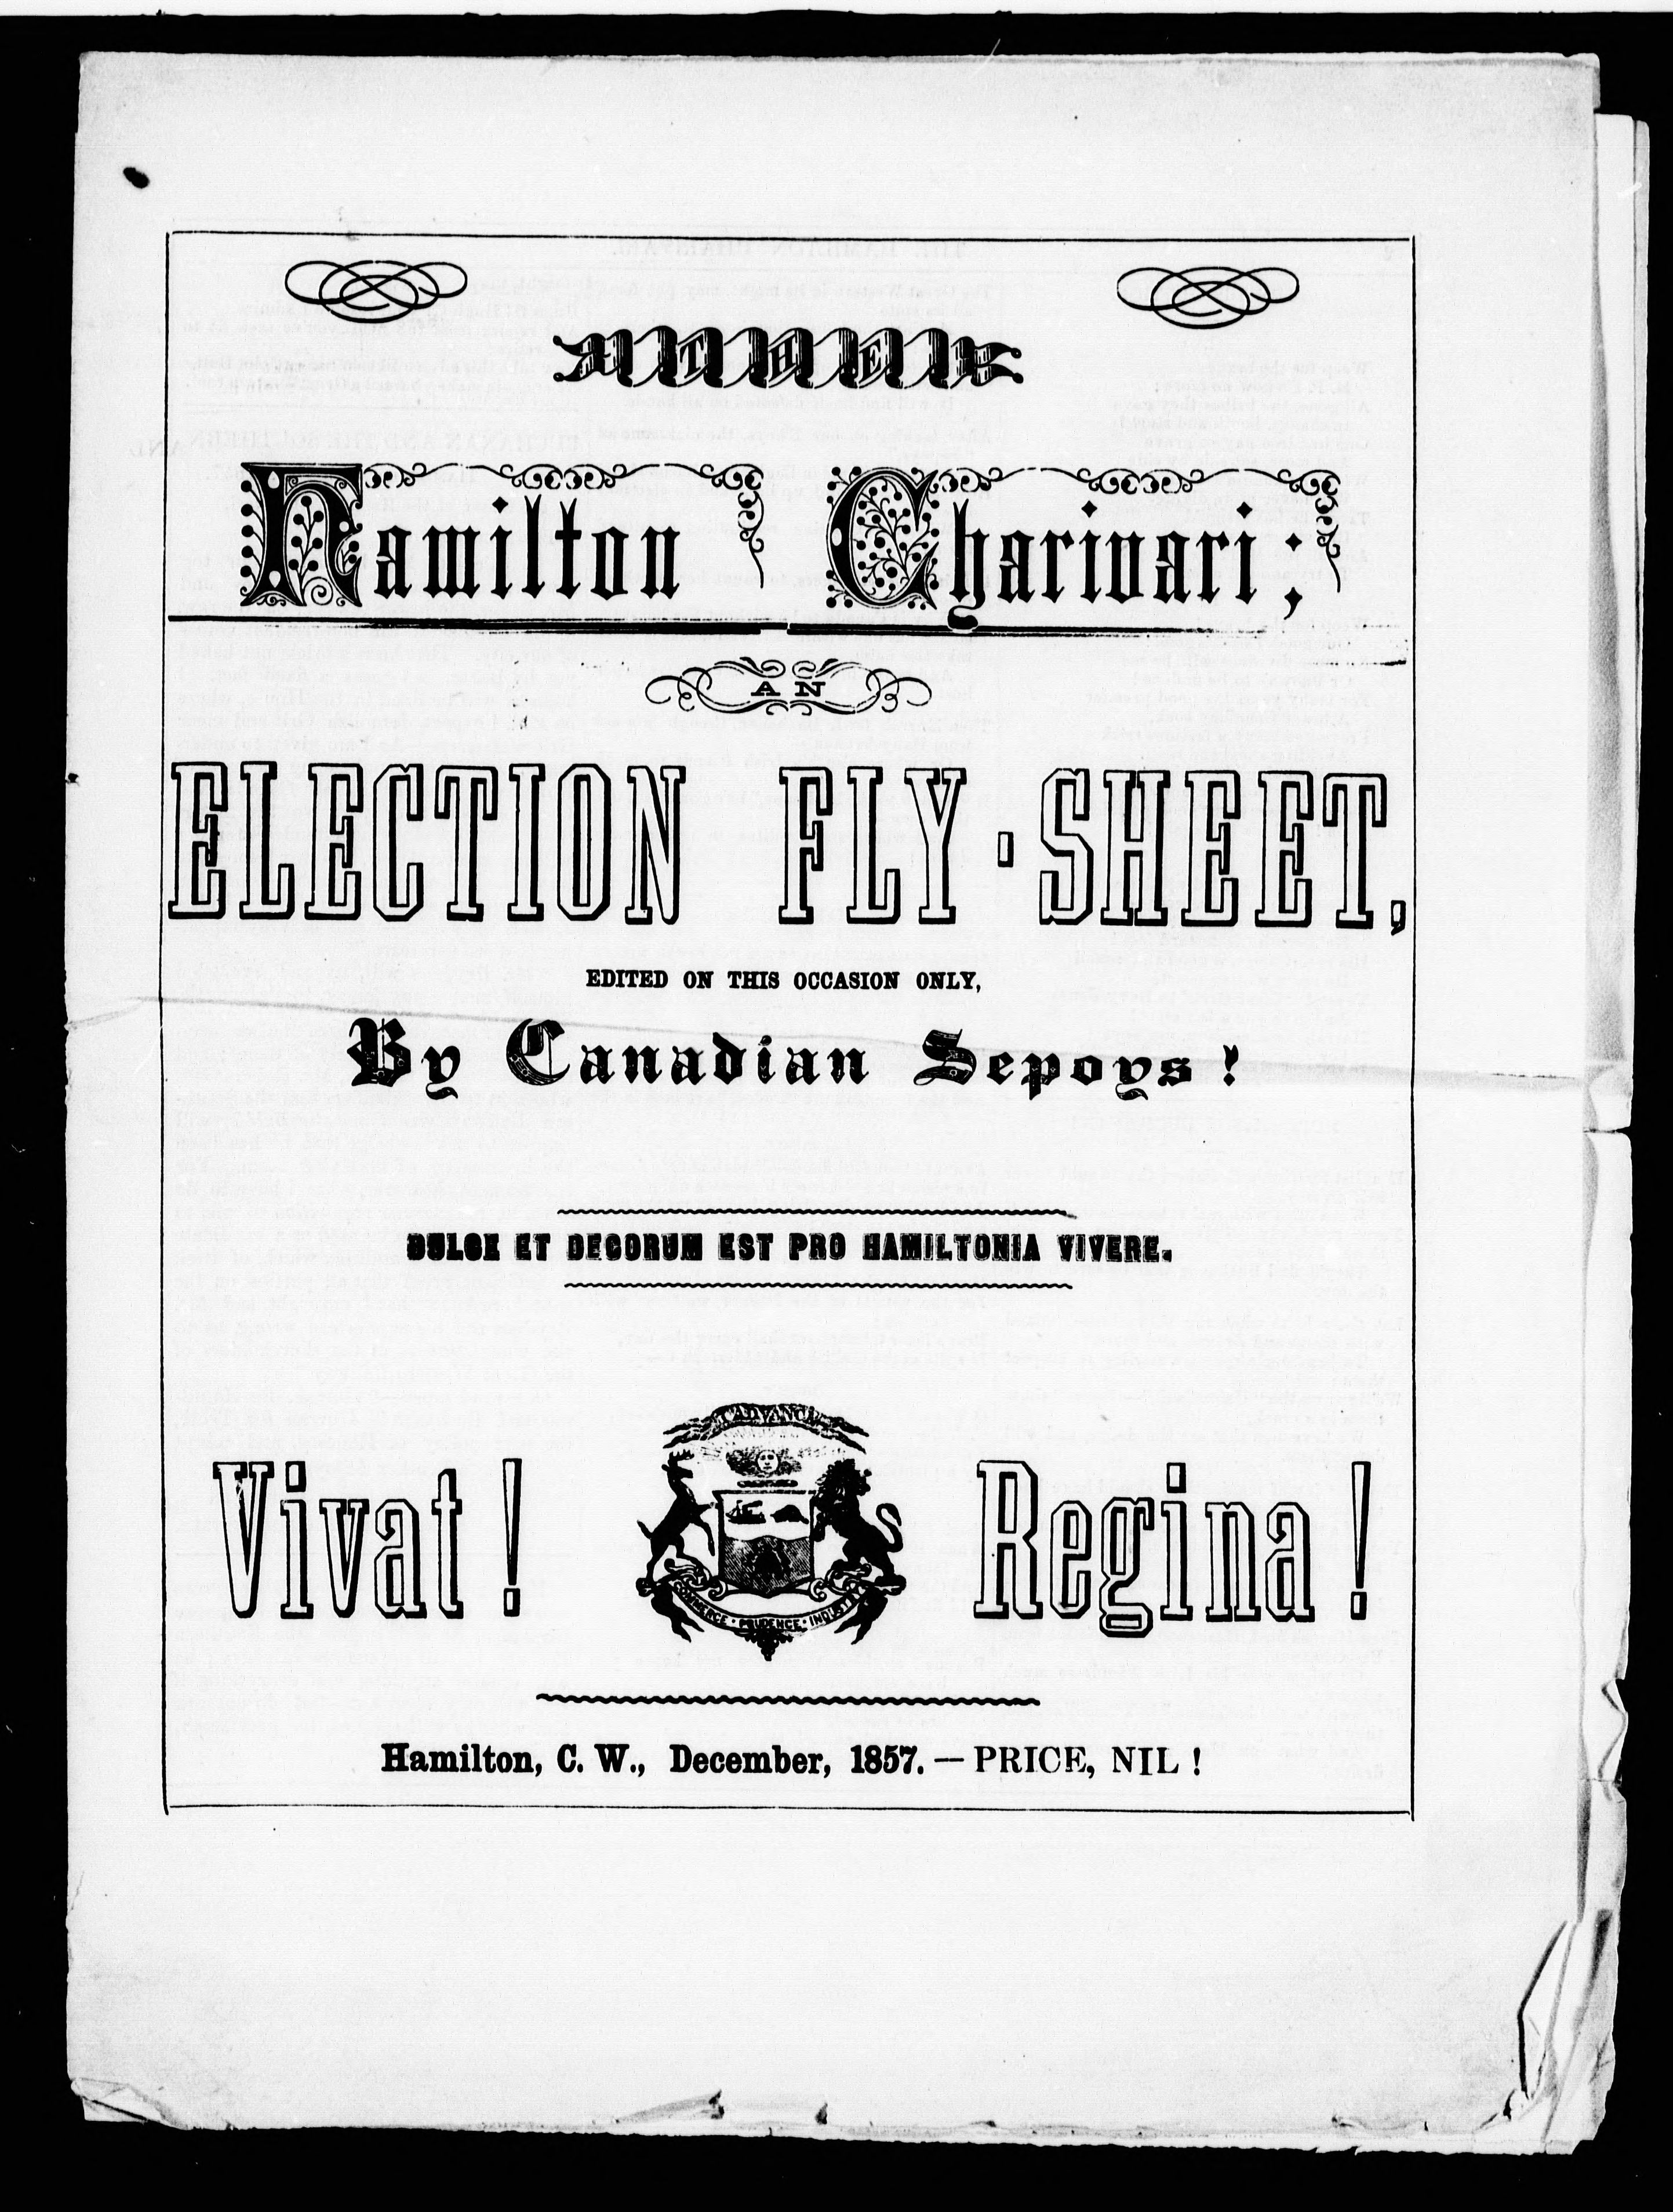 THE
Hamilton Charivari;
AN
ELECTION FLY-SHEET,
EDITED ON THIS OCCASION ONLY,
By Canadian Sepoys!
DULCE ET DECORUM EST PRO HAMILTONIA VIVERE.
I ADVANCE
Vivat! Regina!
COMMERCE · PRUDENCE · INDUSTRY
Hamilton, C. W., December, 1857. — PRICE, NIL!